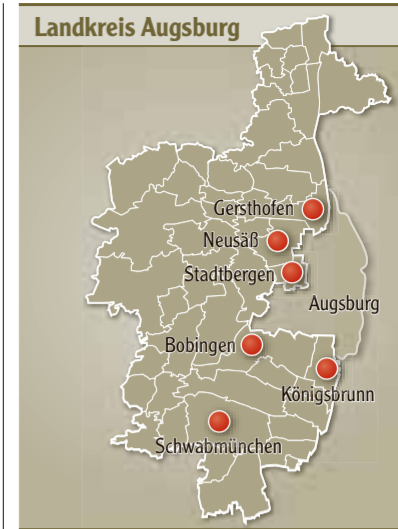 Landkreis Augsburg
Gersthofen
Neusäß
Stadtbergen
Augsburg
Bobingen
Königsbrunn
Schwabmünchen